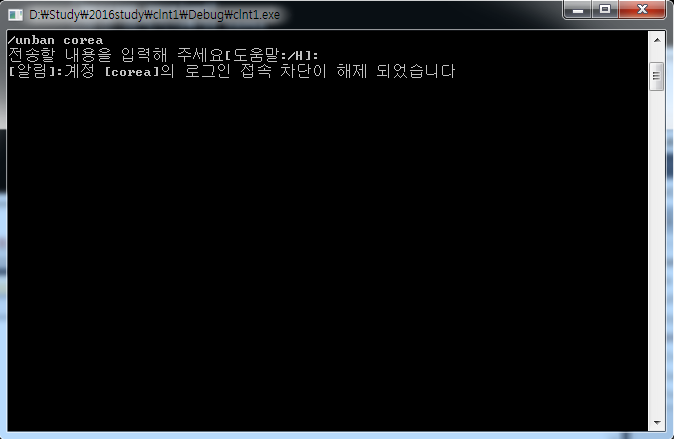 D:₩Study₩2016study₩clnt1₩Debug₩clnt1.exe
/unban corea
전송할 내용을 입력해 주세요[도움말:/H]:
[알림]:계정 [corea]의 로그인 접속 차단이 해제 되었습니다